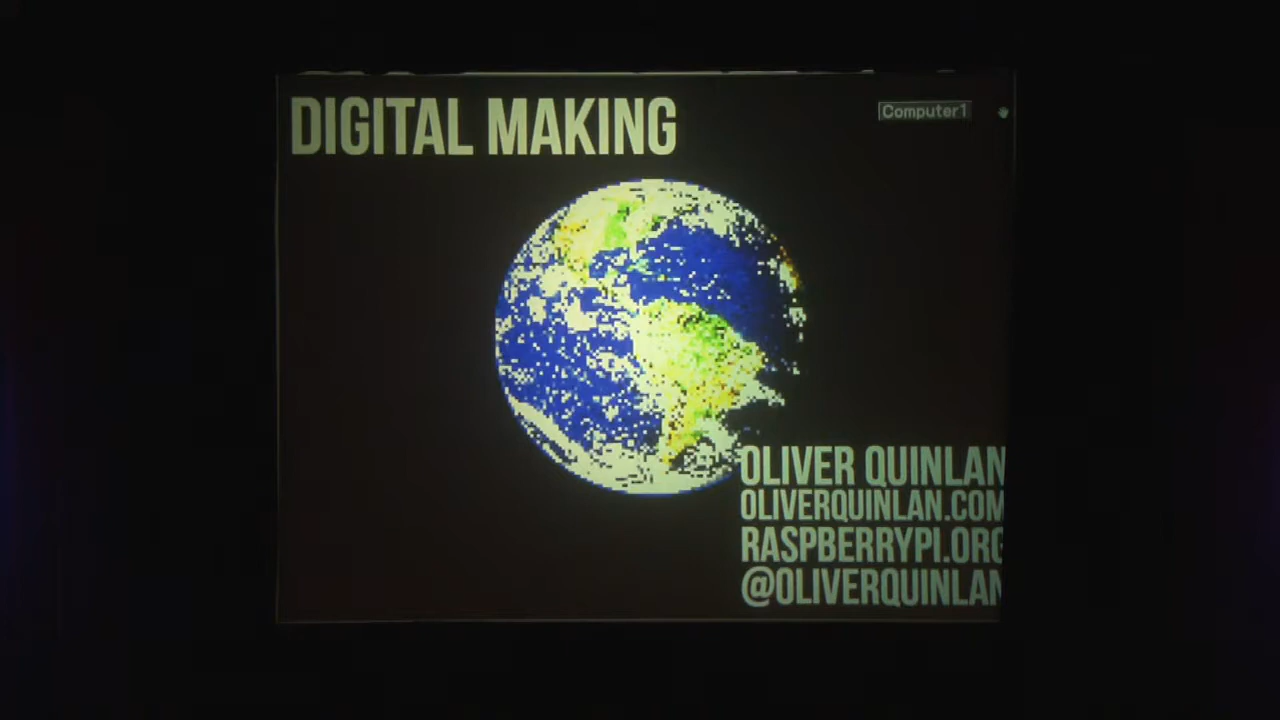 DIGITAL MAKING
Computer1
OLIVER QUINLAN
OLIVERQUINLAN.COM
RASPBERRYPI.ORG
@OLIVERQUINLAN